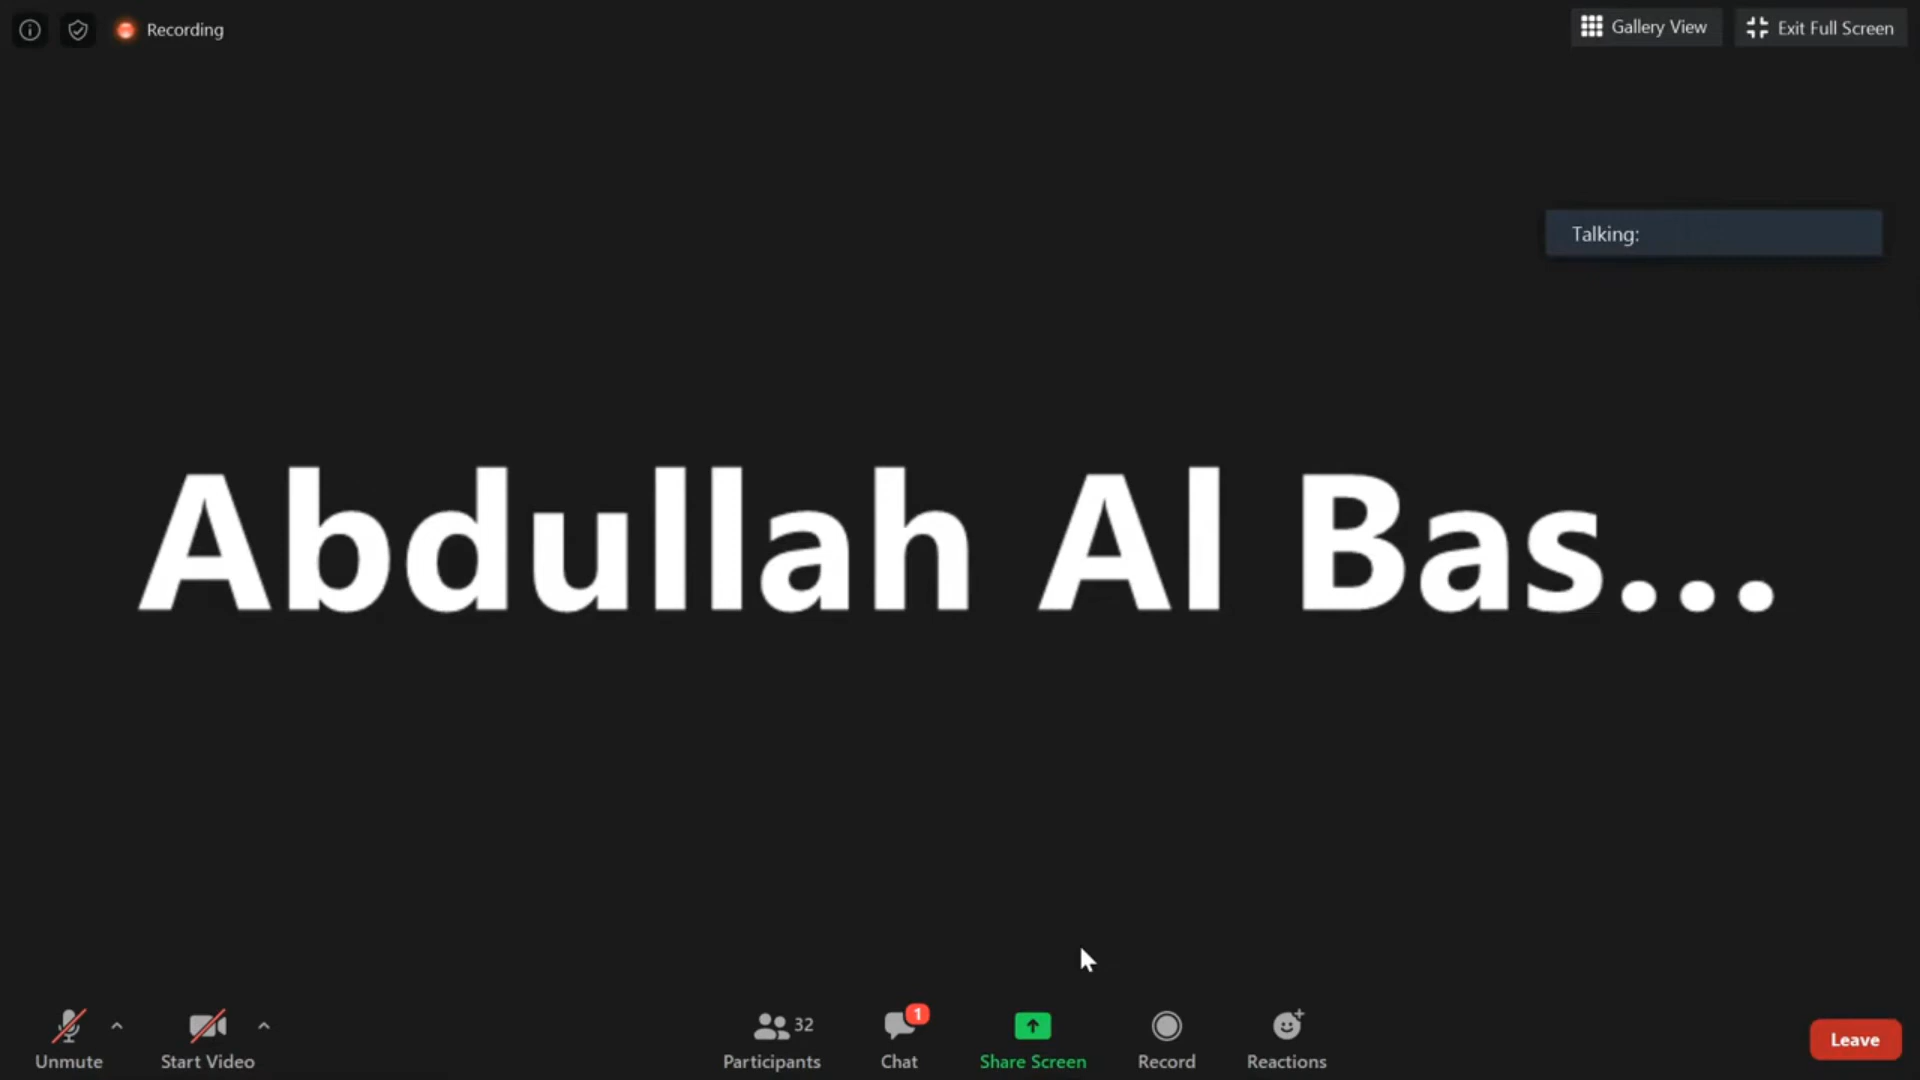 Recording
Gallery View
Exit Full Screen
Talking:
Abdullah Al Bas...
Unmute
Start Video
32
Participants
1
Chat
Share Screen
Record
Reactions
Leave